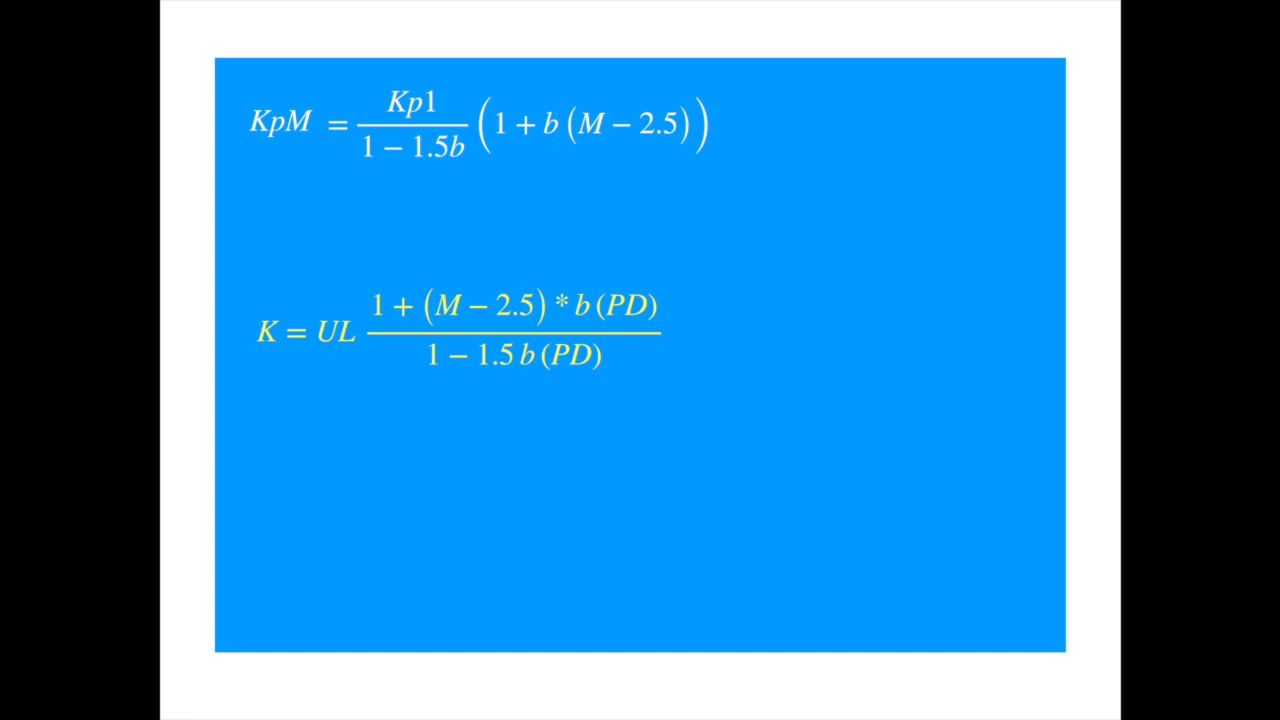 KpM = Kp1 / (1 − 1.5b) (1 + b (M − 2.5))
K = UL (1 + (M − 2.5) * b (PD)) / (1 − 1.5 b (PD))